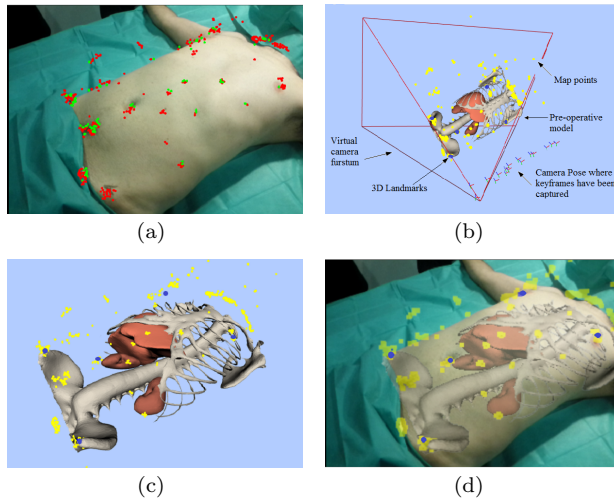 Map points
Pre-operative
model
Virtual
camera
furstum
3D Landmarks
Camera Pose where
keyframes have been
captured
(a)
(b)
(c)
(d)